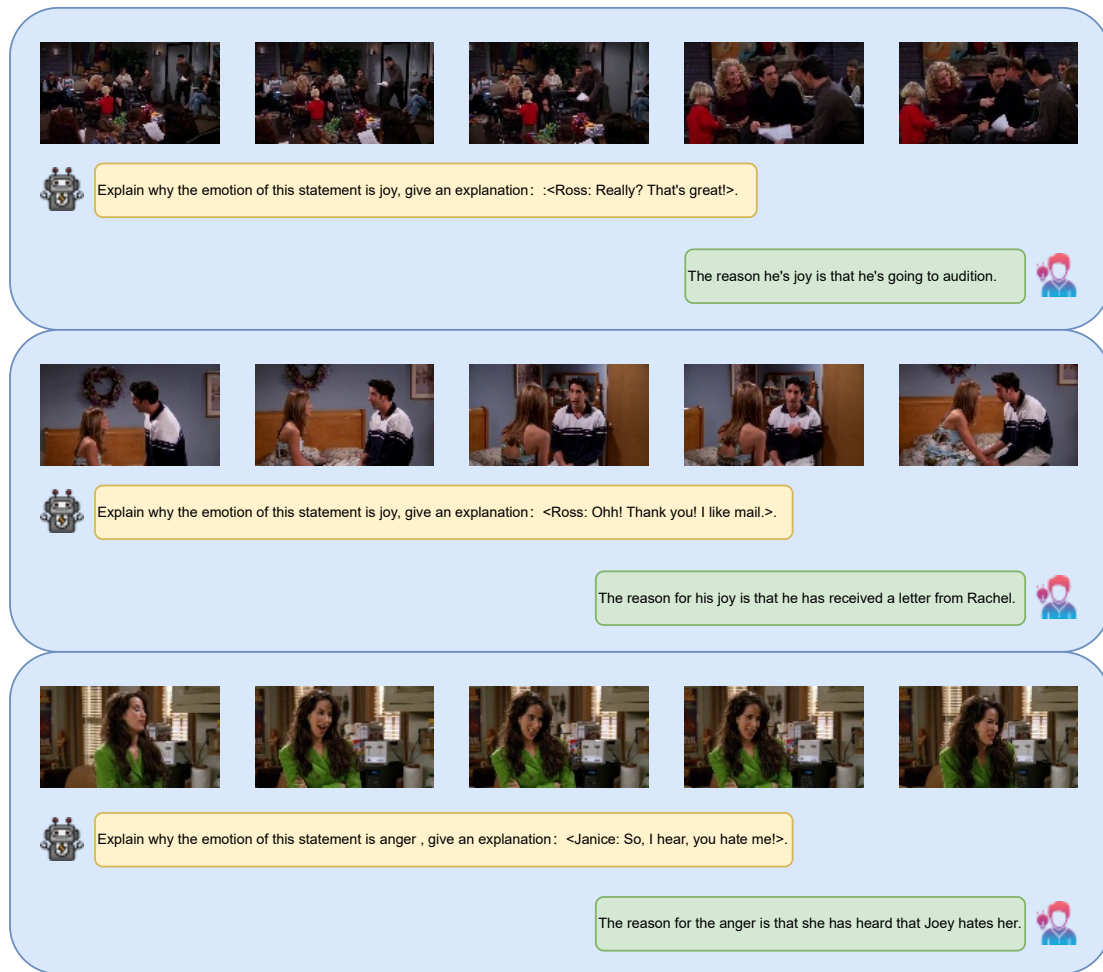 Explain why the emotion of this statement is joy, give an explanation： :<Ross: Really? That's great!>.
The reason he's joy is that he's going to audition.
Explain why the emotion of this statement is joy, give an explanation： <Ross: Ohh! Thank you! I like mail.>.
The reason for his joy is that he has received a letter from Rachel.
Explain why the emotion of this statement is anger , give an explanation： <Janice: So, I hear, you hate me!>.
The reason for the anger is that she has heard that Joey hates her.